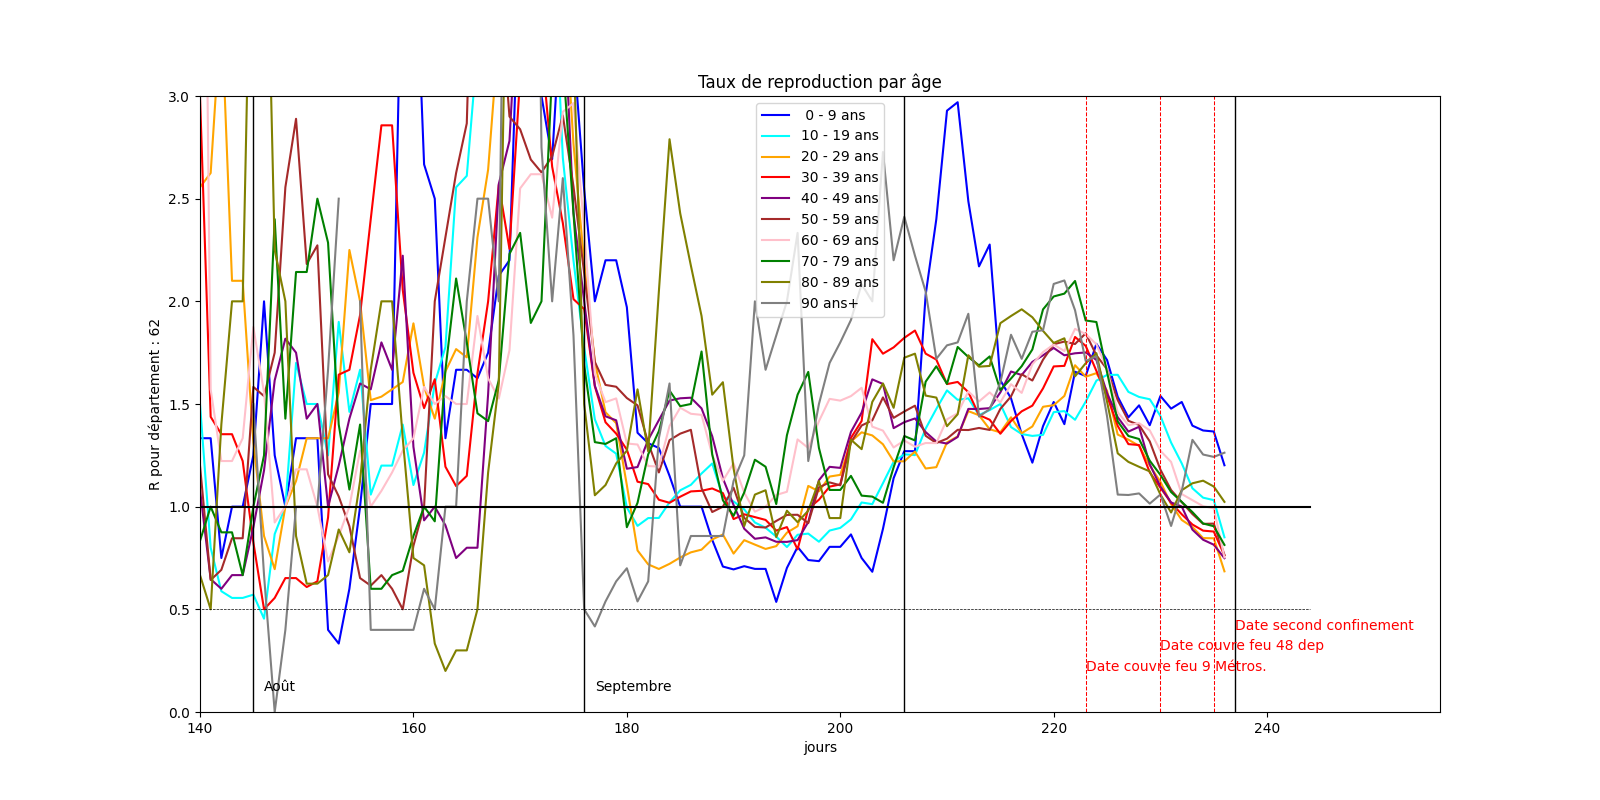 Taux de reproduction par âge
R pour département : 62
3.0
2.5
2.0
1.5
1.0
0.5
0.0
0 - 9 ans
10 - 19 ans
20 - 29 ans
30 - 39 ans
40 - 49 ans
50 - 59 ans
60 - 69 ans
70 - 79 ans
80 - 89 ans
90 ans+
Date second confinement
Date couvre feu 48 dep
Date couvre feu 9 Métros.
Août
Septembre
140
160
180
200
220
240
jours